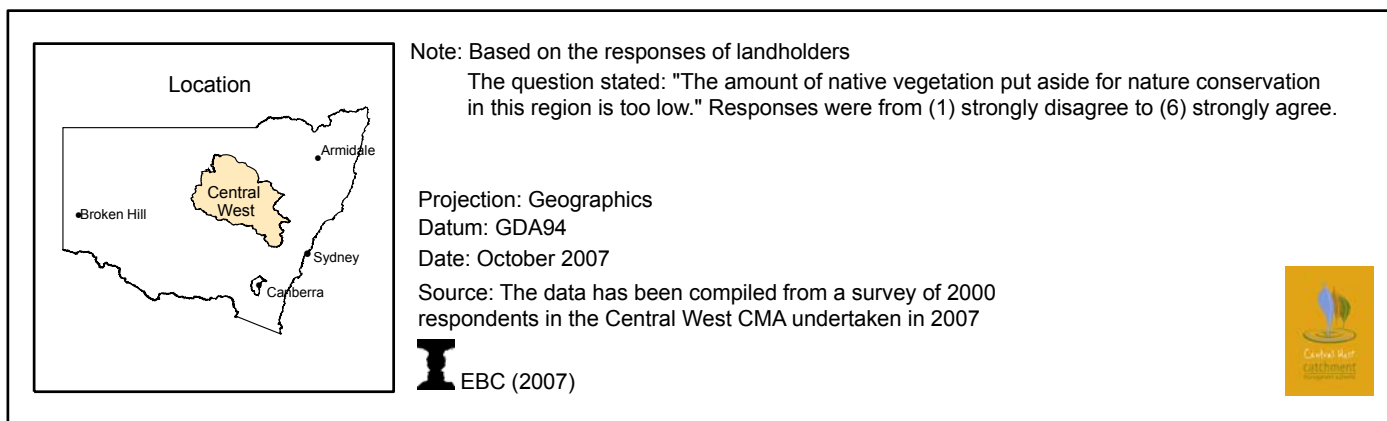 Location
Armidale
Central
West
Broken Hill
Sydney
Canberra
Note: Based on the responses of landholders
The question stated: "The amount of native vegetation put aside for nature conservation
in this region is too low." Responses were from (1) strongly disagree to (6) strongly agree.
Projection: Geographics
Datum: GDA94
Date: October 2007
Source: The data has been compiled from a survey of 2000
respondents in the Central West CMA undertaken in 2007
EBC (2007)
Central West
catchment